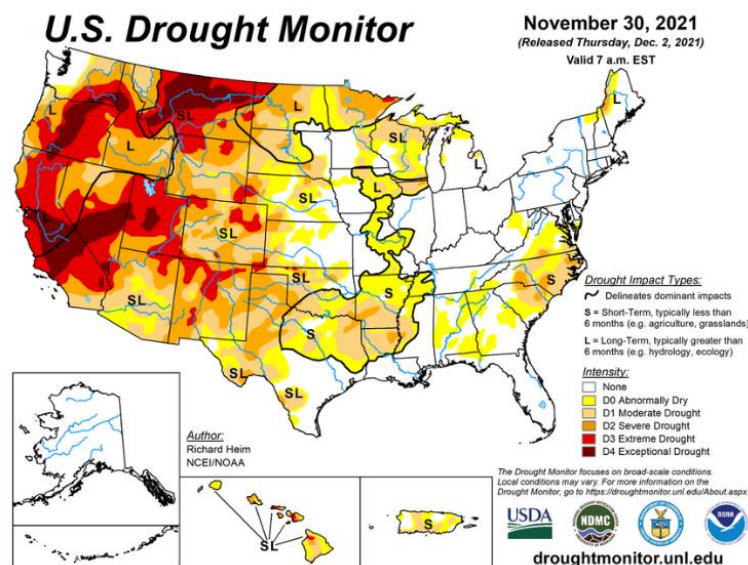 U.S. Drought Monitor
November 30, 2021
(Released Thursday, Dec. 2, 2021)
Valid 7 a.m. EST
L
L
SL
L
L
SL
L
L
SL
L
SL
SL
SL
S
S
S
SL
Drought Impact Types:
Delineates dominant impacts
S = Short-Term, typically less than
6 months (e.g. agriculture, grasslands)
L = Long-Term, typically greater than
6 months (e.g. hydrology, ecology)
Intensity:
None
D0 Abnormally Dry
D1 Moderate Drought
D2 Severe Drought
D3 Extreme Drought
D4 Exceptional Drought
Author:
Richard Heim
NCEI/NOAA
SL
S
The Drought Monitor focuses on broad-scale conditions.
Local conditions may vary. For more information on the
Drought Monitor, go to https://droughtmonitor.unl.edu/About.aspx
USDA
NDMC
NOAA
droughtmonitor.unl.edu